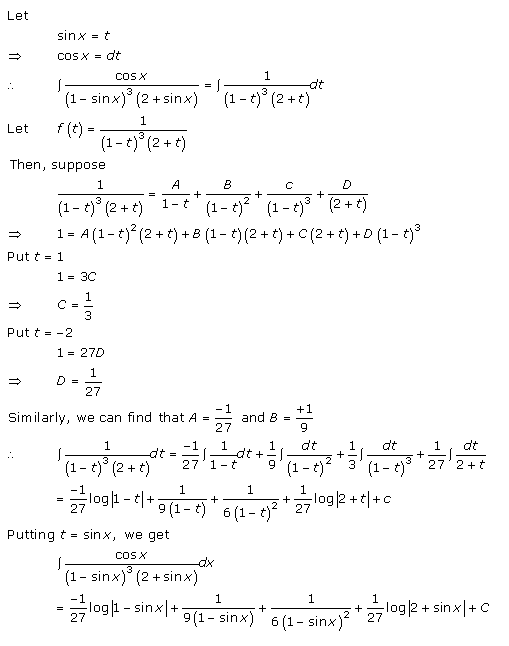 Let
sin x = t
⇒ cos x = dt
∴ ∫ cos x / (1 − sin x)³ (2 + sin x) = ∫ 1 / (1 − t)³ (2 + t) dt
Let f (t) = 1 / (1 − t)³ (2 + t)
Then, suppose
1 / (1 − t)³ (2 + t) = A / 1 − t + B / (1 − t)² + c / (1 − t)³ + D / (2 + t)
⇒ 1 = A (1 − t)² (2 + t) + B (1 − t) (2 + t) + C (2 + t) + D (1 − t)³
Put t = 1
1 = 3C
⇒ C = 1/3
Put t = −2
1 = 27D
⇒ D = 1/27
Similarly, we can find that A = −1/27 and B = +1/9
∴ ∫ 1 / (1 − t)³ (2 + t) dt = −1/27 ∫ 1 / 1 − t dt + 1/9 ∫ dt / (1 − t)² + 1/3 ∫ dt / (1 − t)³ + 1/27 ∫ dt / 2 + t
= −1/27 log|1 − t| + 1 / 9 (1 − t) + 1 / 6 (1 − t)² + 1/27 log|2 + t| + c
Putting t = sin x, we get
∫ cos x / (1 − sin x)³ (2 + sin x) dx
= −1/27 log|1 − sin x| + 1 / 9 (1 − sin x) + 1 / 6 (1 − sin x)² + 1/27 log|2 + sin x| + C